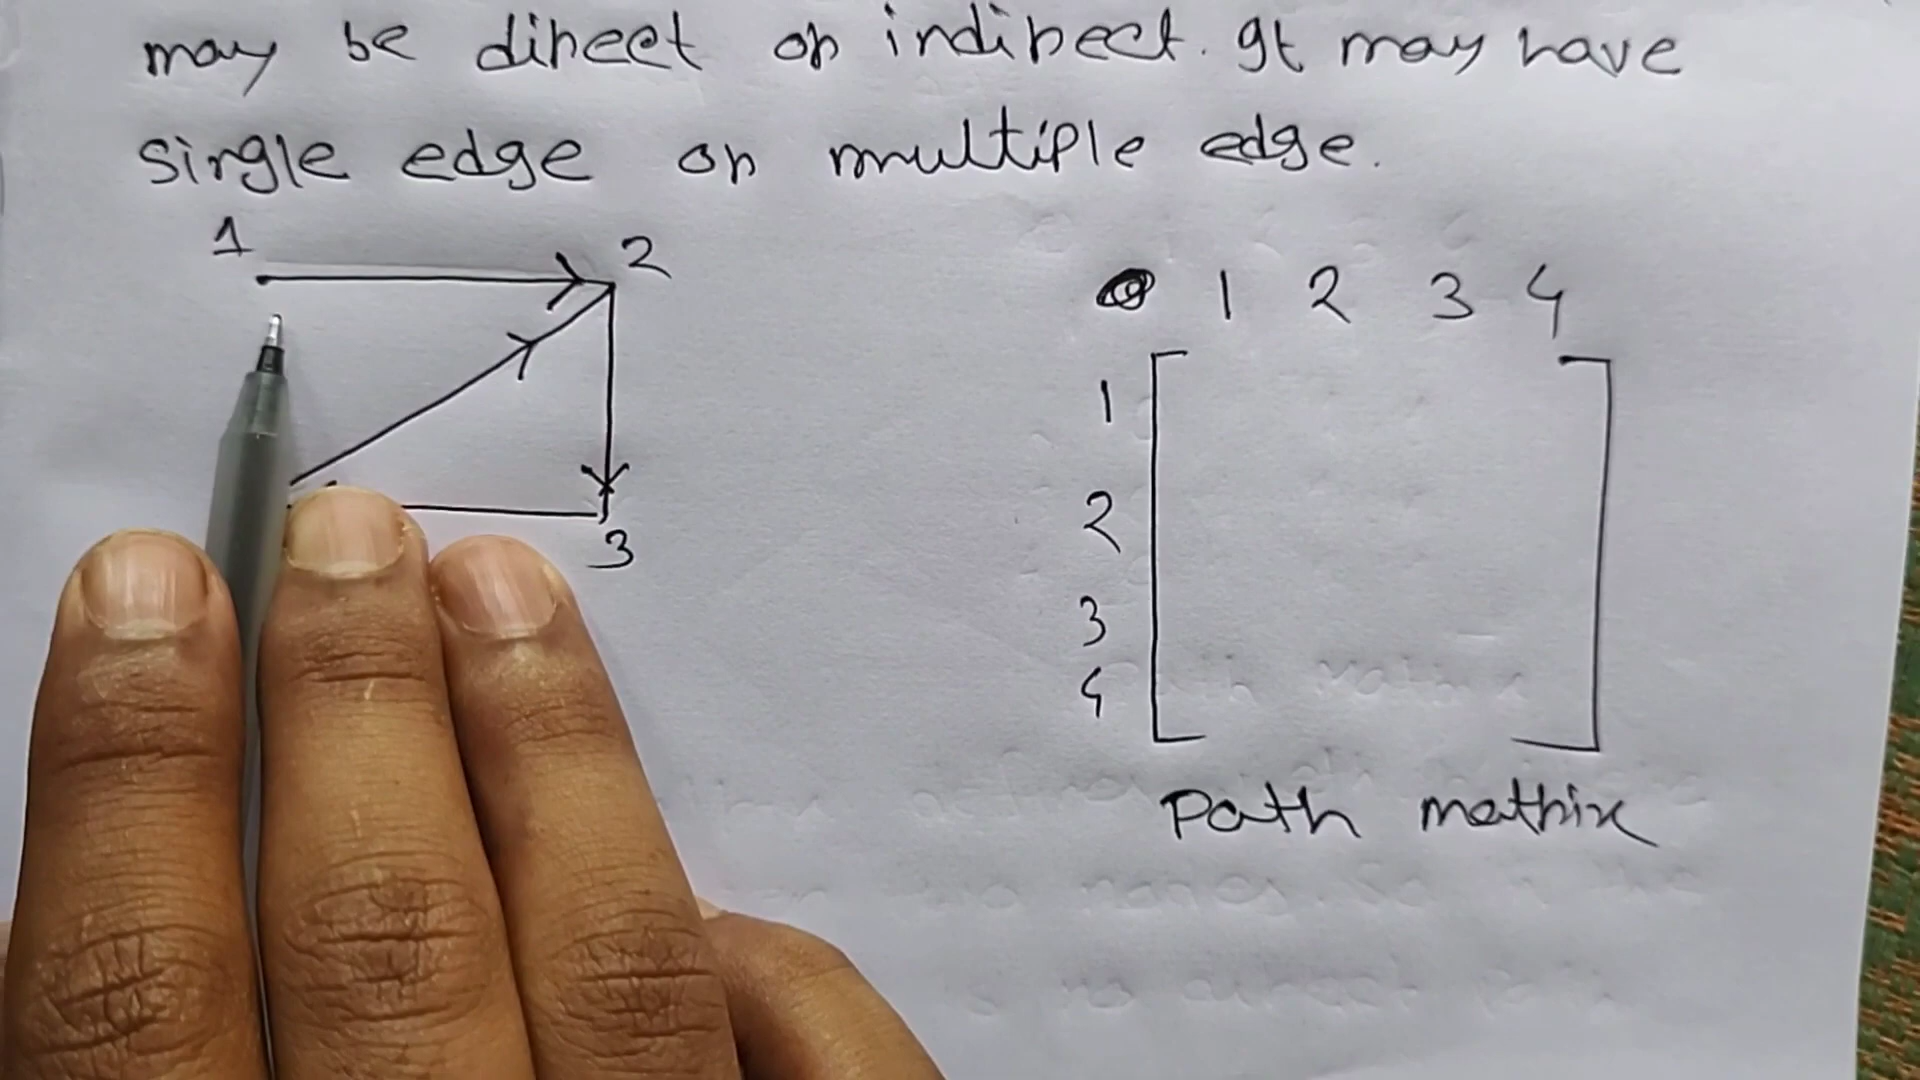 may be direct or indirect. It may have
single edge or multiple edge.
1 2
3
1 2 3 4
1
2
3
4
Path matrix